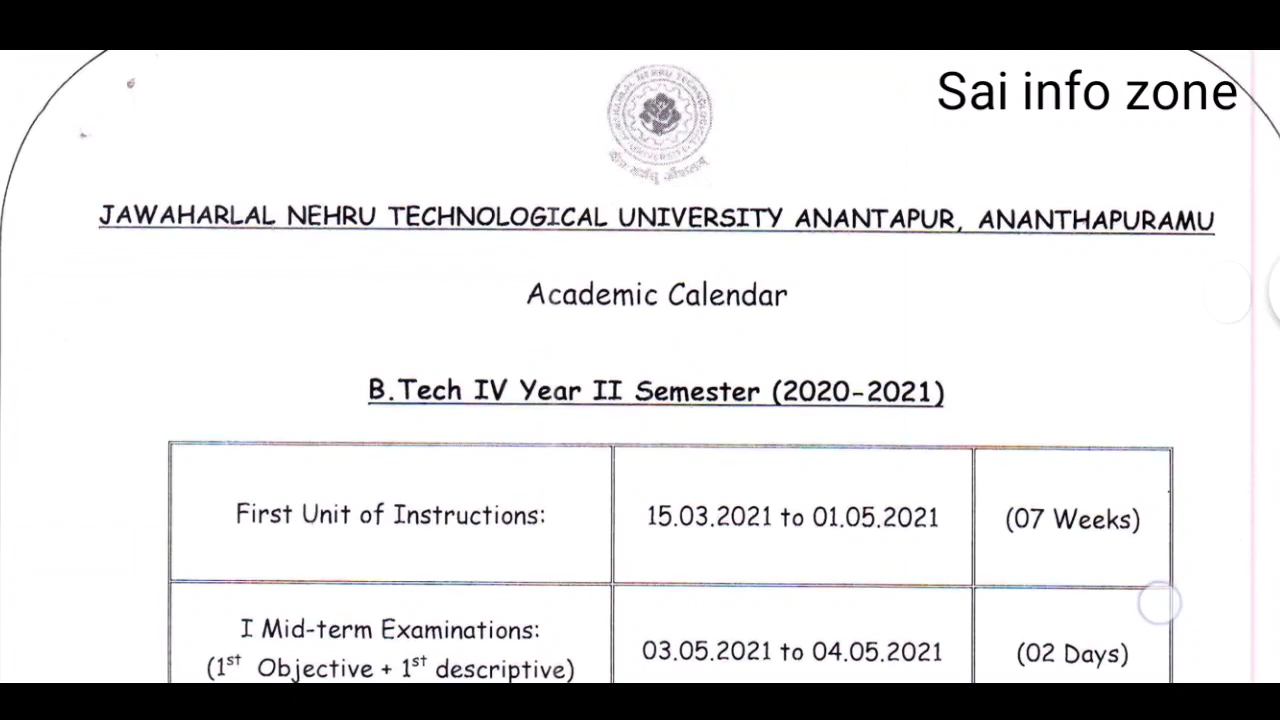 Sai info zone
JAWAHARLAL NEHRU TECHNOLOGICAL UNIVERSITY ANANTAPUR, ANANTHAPURAMU
Academic Calendar
B.Tech IV Year II Semester (2020-2021)
First Unit of Instructions: 15.03.2021 to 01.05.2021 (07 Weeks)
I Mid-term Examinations:
(1st Objective + 1st descriptive) 03.05.2021 to 04.05.2021 (02 Days)